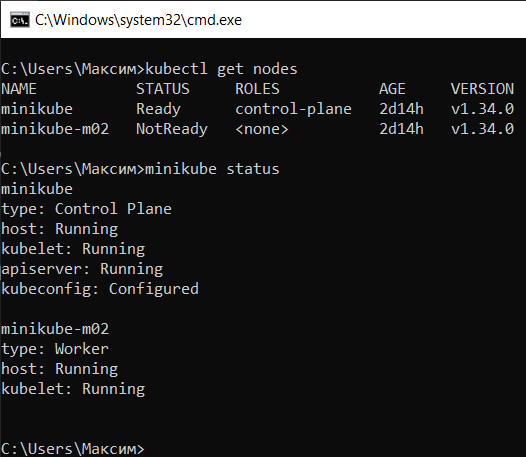 C:\Windows\system32\cmd.exe
C:\Users\Максим>kubectl get nodes
NAME           STATUS     ROLES           AGE     VERSION
minikube       Ready      control-plane   2d14h   v1.34.0
minikube-m02   NotReady   <none>          2d14h   v1.34.0
C:\Users\Максим>minikube status
minikube
type: Control Plane
host: Running
kubelet: Running
apiserver: Running
kubeconfig: Configured
minikube-m02
type: Worker
host: Running
kubelet: Running
C:\Users\Максим>